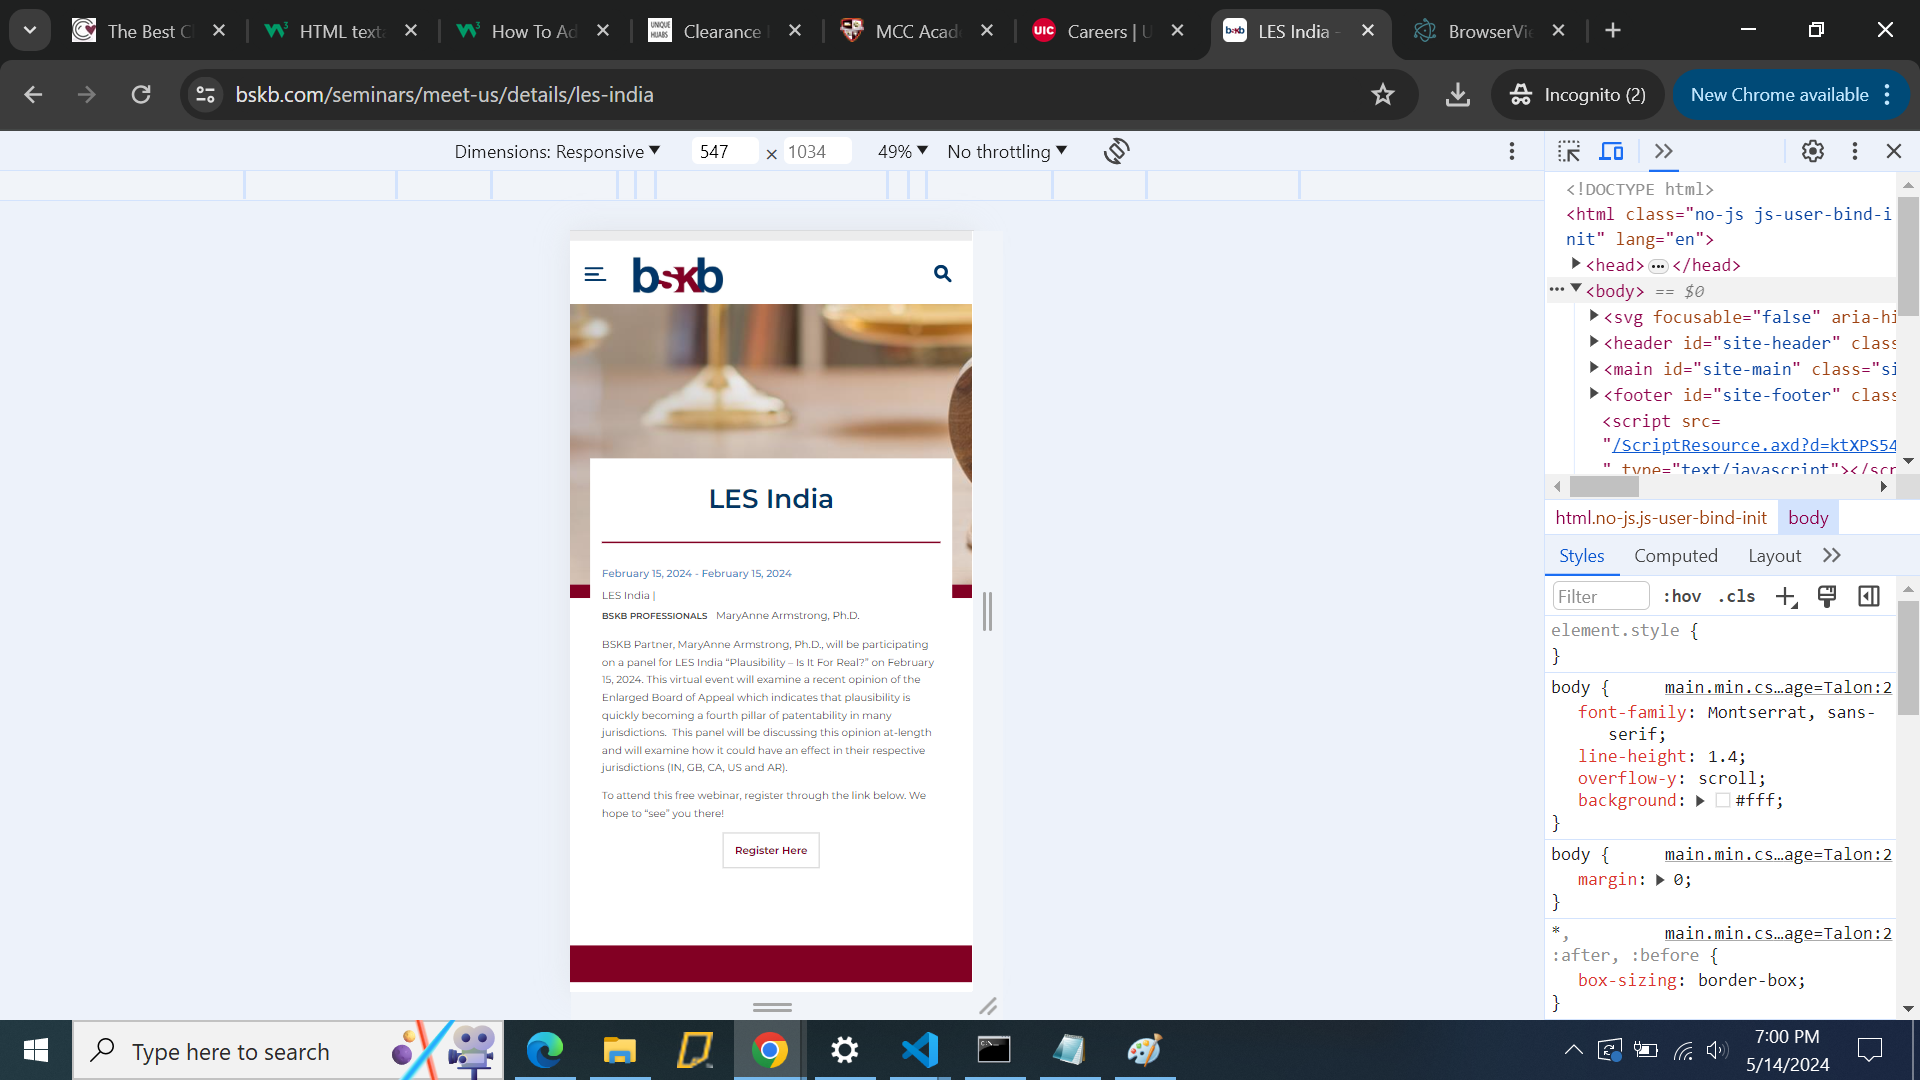 The Best C
HTML text
How To Ad
UNIQUE HIJABS
Clearance
MCC Acad
UIC
Careers | U
bskb
LES India -
BrowserVi
bskb.com/seminars/meet-us/details/les-india
Incognito (2)
New Chrome available
Dimensions: Responsive
547 × 1034
49%
No throttling
bskb
LES India
February 15, 2024 - February 15, 2024
LES India |
BSKB PROFESSIONALS MaryAnne Armstrong, Ph.D.
BSKB Partner, MaryAnne Armstrong, Ph.D., will be participating
on a panel for LES India “Plausibility – Is It For Real?” on February
15, 2024. This virtual event will examine a recent opinion of the
Enlarged Board of Appeal which indicates that plausibility is
quickly becoming a fourth pillar of patentability in many
jurisdictions.  This panel will be discussing this opinion at-length
and will examine how it could have an effect in their respective
jurisdictions (IN, GB, CA, US and AR).
To attend this free webinar, register through the link below. We
hope to “see” you there!
Register Here
<!DOCTYPE html>
<html class="no-js js-user-bind-i
nit" lang="en">
<head> ••• </head>
••• <body> == $0
<svg focusable="false" aria-hi
<header id="site-header" class
<main id="site-main" class="si
<footer id="site-footer" class
<script src=
"/ScriptResource.axd?d=ktXPS54
" type="text/javascript"></scr
html.no-js.js-user-bind-init body
Styles Computed Layout
Filter :hov .cls
element.style {
}
body { main.min.cs…age=Talon:2
font-family: Montserrat, sans-
serif;
line-height: 1.4;
overflow-y: scroll;
background: #fff;
}
body { main.min.cs…age=Talon:2
margin: 0;
}
*, main.min.cs…age=Talon:2
:after, :before {
box-sizing: border-box;
}
Type here to search
7:00 PM
5/14/2024